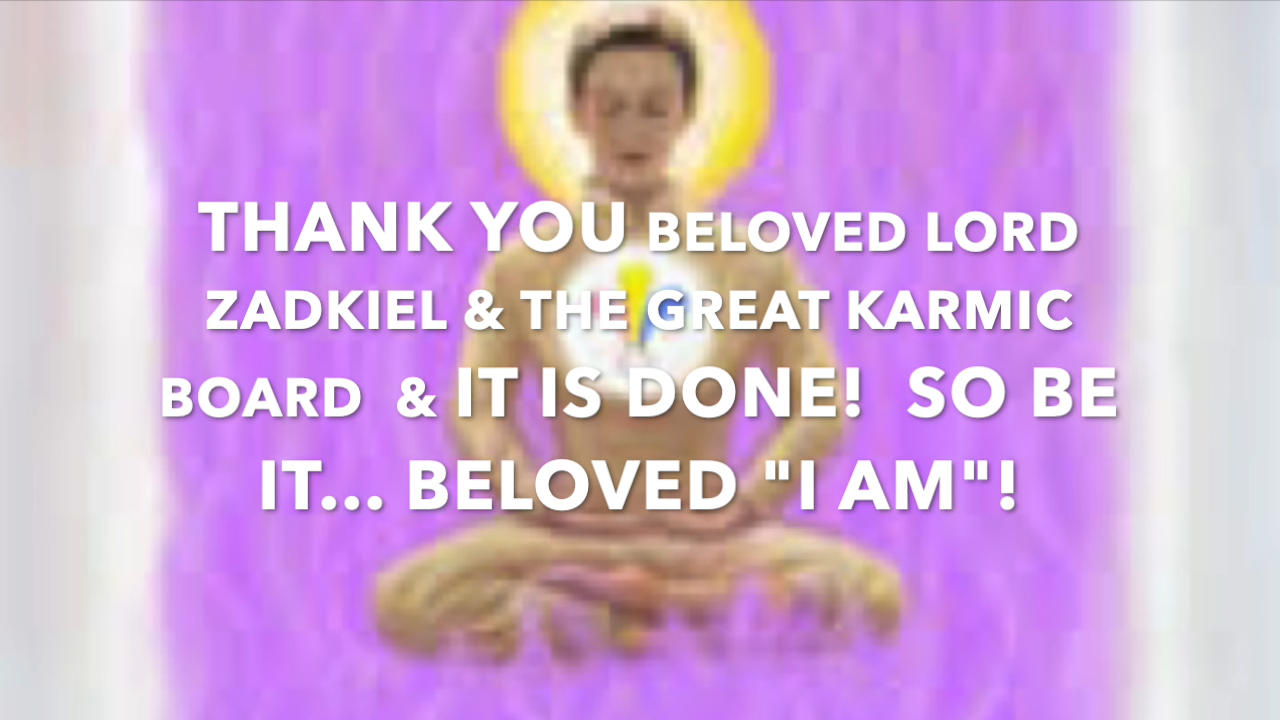 THANK YOU BELOVED LORD
ZADKIEL & THE GREAT KARMIC
BOARD & IT IS DONE! SO BE
IT... BELOVED "I AM"!